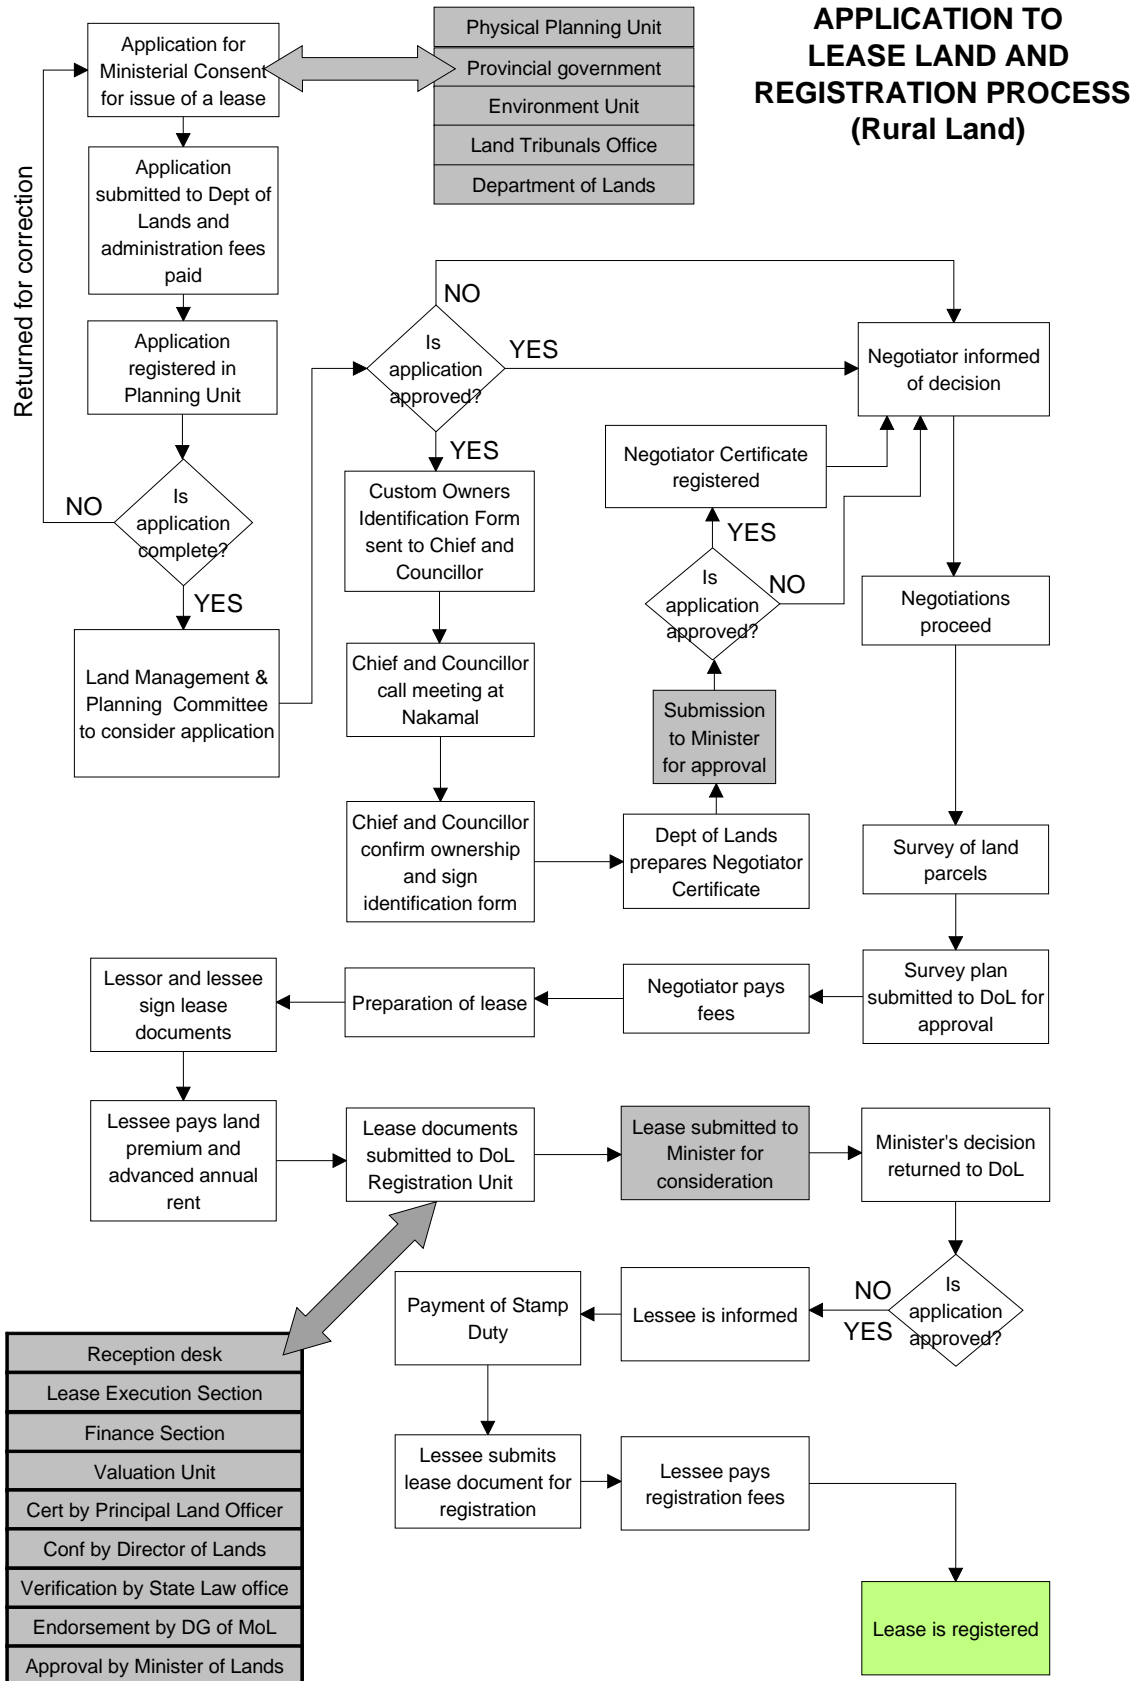 APPLICATION TO
LEASE LAND AND
REGISTRATION PROCESS
(Rural Land)
Application for
Ministerial Consent
for issue of a lease
Physical Planning Unit
Provincial government
Environment Unit
Land Tribunals Office
Department of Lands
Returned for correction
Application
submitted to Dept of
Lands and
administration fees
paid
Application
registered in
Planning Unit
Is
application
complete?
NO
YES
Land Management &
Planning Committee
to consider application
Is
application
approved?
NO
YES
YES
Custom Owners
Identification Form
sent to Chief and
Councillor
Chief and Councillor
call meeting at
Nakamal
Chief and Councillor
confirm ownership
and sign
identification form
Dept of Lands
prepares Negotiator
Certificate
Submission
to Minister
for approval
Is
application
approved?
YES
NO
Negotiator Certificate
registered
Negotiator informed
of decision
Negotiations
proceed
Survey of land
parcels
Survey plan
submitted to DoL for
approval
Negotiator pays
fees
Preparation of lease
Lessor and lessee
sign lease
documents
Lessee pays land
premium and
advanced annual
rent
Lease documents
submitted to DoL
Registration Unit
Lease submitted to
Minister for
consideration
Minister's decision
returned to DoL
Is
application
approved?
NO
YES
Lessee is informed
Payment of Stamp
Duty
Lessee submits
lease document for
registration
Lessee pays
registration fees
Lease is registered
Reception desk
Lease Execution Section
Finance Section
Valuation Unit
Cert by Principal Land Officer
Conf by Director of Lands
Verification by State Law office
Endorsement by DG of MoL
Approval by Minister of Lands